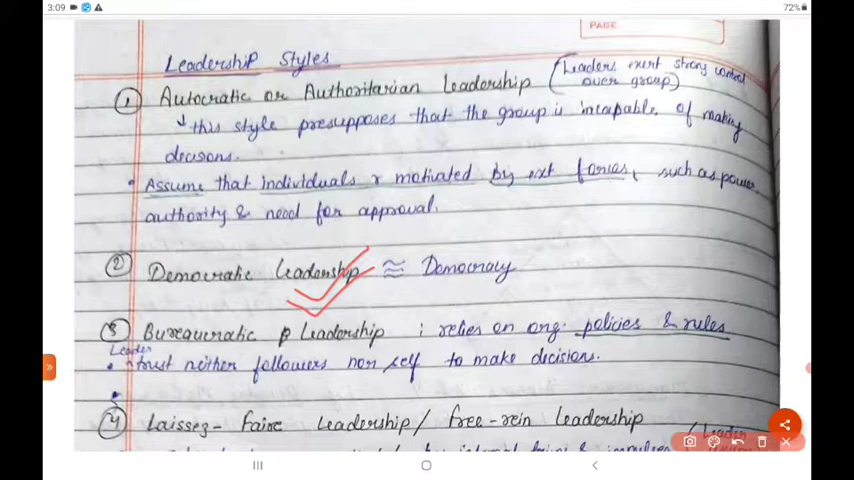 3:09
72%
PAGE
Leadership Styles
① Autocratic or Authoritarian Leadership (Leaders exert strong control over group)
↓ this style presupposes that the group is incapable of making
decisions.
• Assume that individuals r motivated by ext forces, such as power,
authority & need for approval.
② Democratic Leadership ≅ Democracy
③ Bureaucratic Leadership : relies on org. policies & rules
Leader
• ^trust neither followers nor self to make decisions.
④ Laissez-Faire Leadership/ free-rein Leadership (Leader